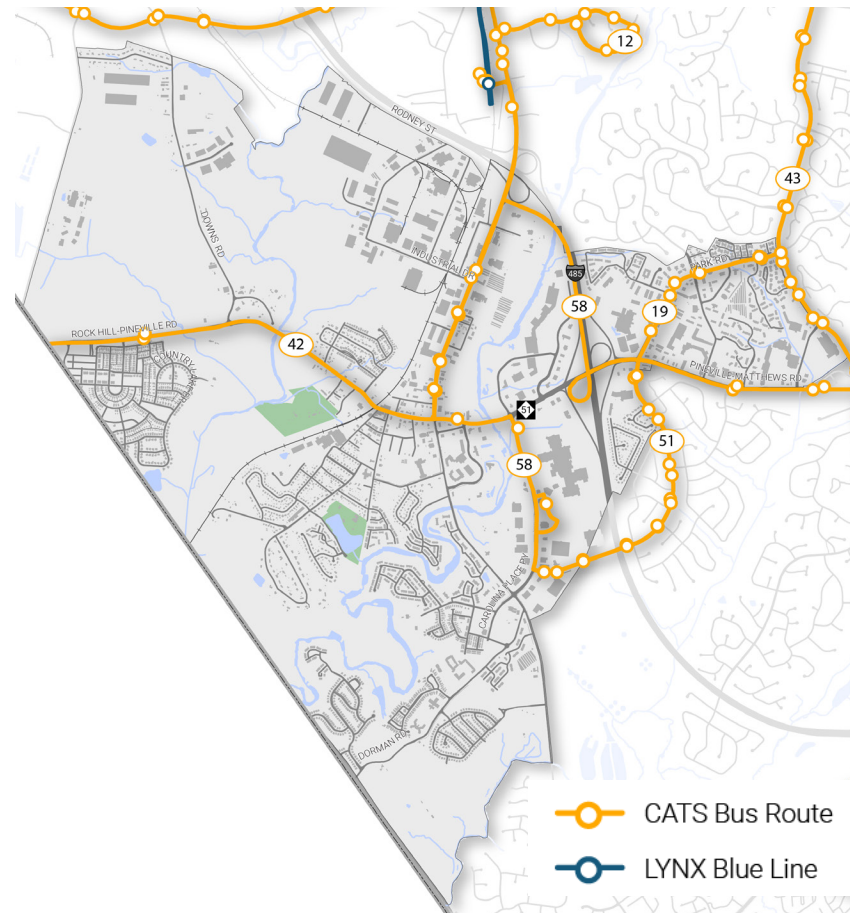 12
RODNEY ST
43
DOWNS RD
INDUSTRIAL DR
PARK RD
485
58
19
ROCK HILL-PINEVILLE RD
42
PINEVILLE MATTHEWS RD
51
51
58
CAROLINA PLACE PY
DORMAN RD
CATS Bus Route
LYNX Blue Line